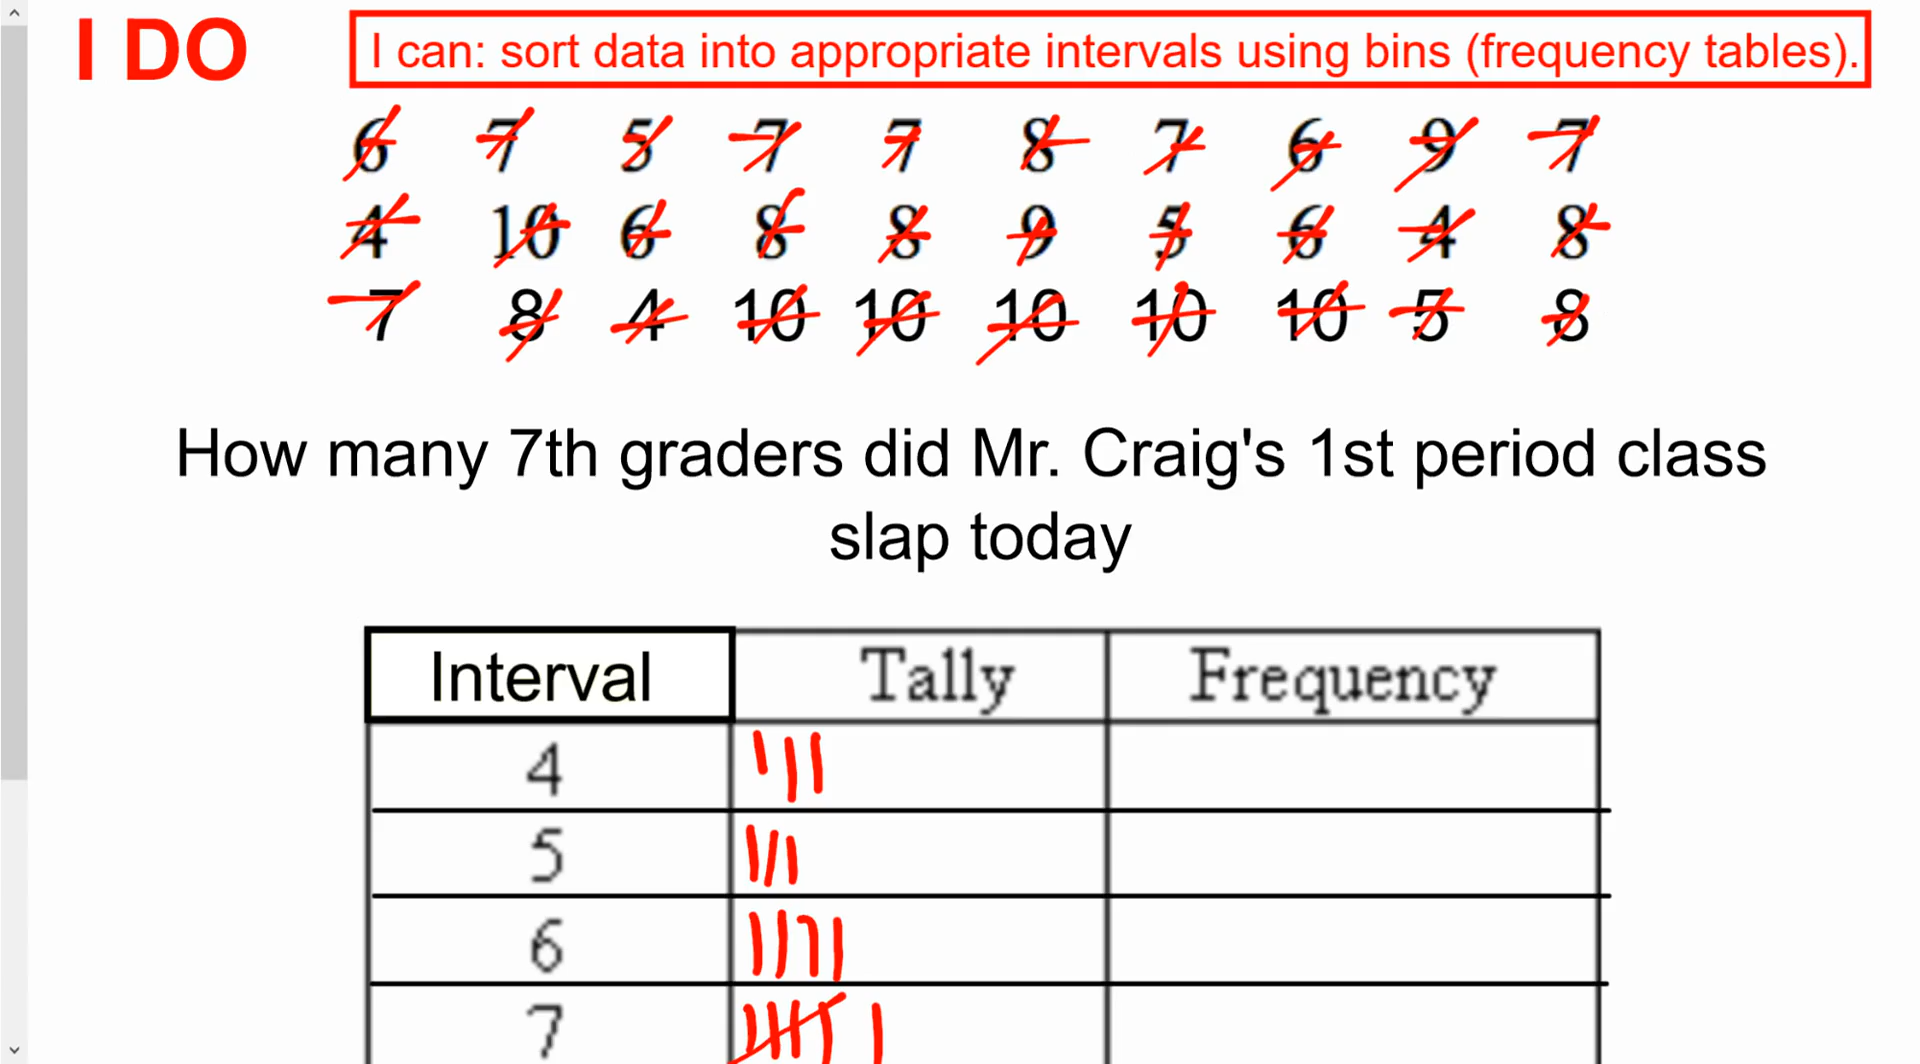 I DO
I can: sort data into appropriate intervals using bins (frequency tables).
6 7 5 7 7 8 7 6 9 7
4 10 6 8 8 9 5 6 4 8
7 8 4 10 10 10 10 10 5 8
How many 7th graders did Mr. Craig's 1st period class
slap today
Interval Tally Frequency
4
5
6
7